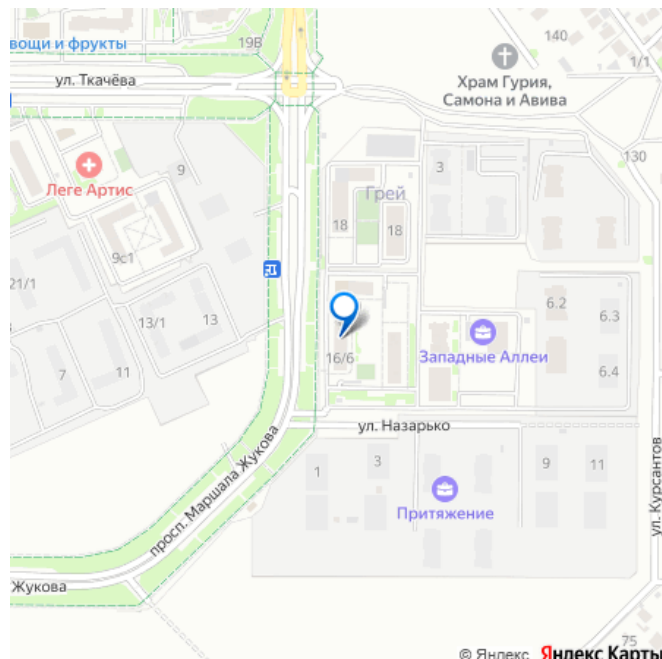 вощи и фрукты
19В
140
1/1
ул. Ткачёва
Храм Гурия,
Самона и Авива
130
9
3
Леге Артис
Грей
18
18
9с1
21/1
13/1
13
6.2
6.3
16/6
Западные Аллеи
7
11
6.4
ул. Назарько
просп. Маршала Жукова
1
3
9
11
Притяжение
ул. Курсантов
Жукова
75
© Яндекс Яндекс Карты